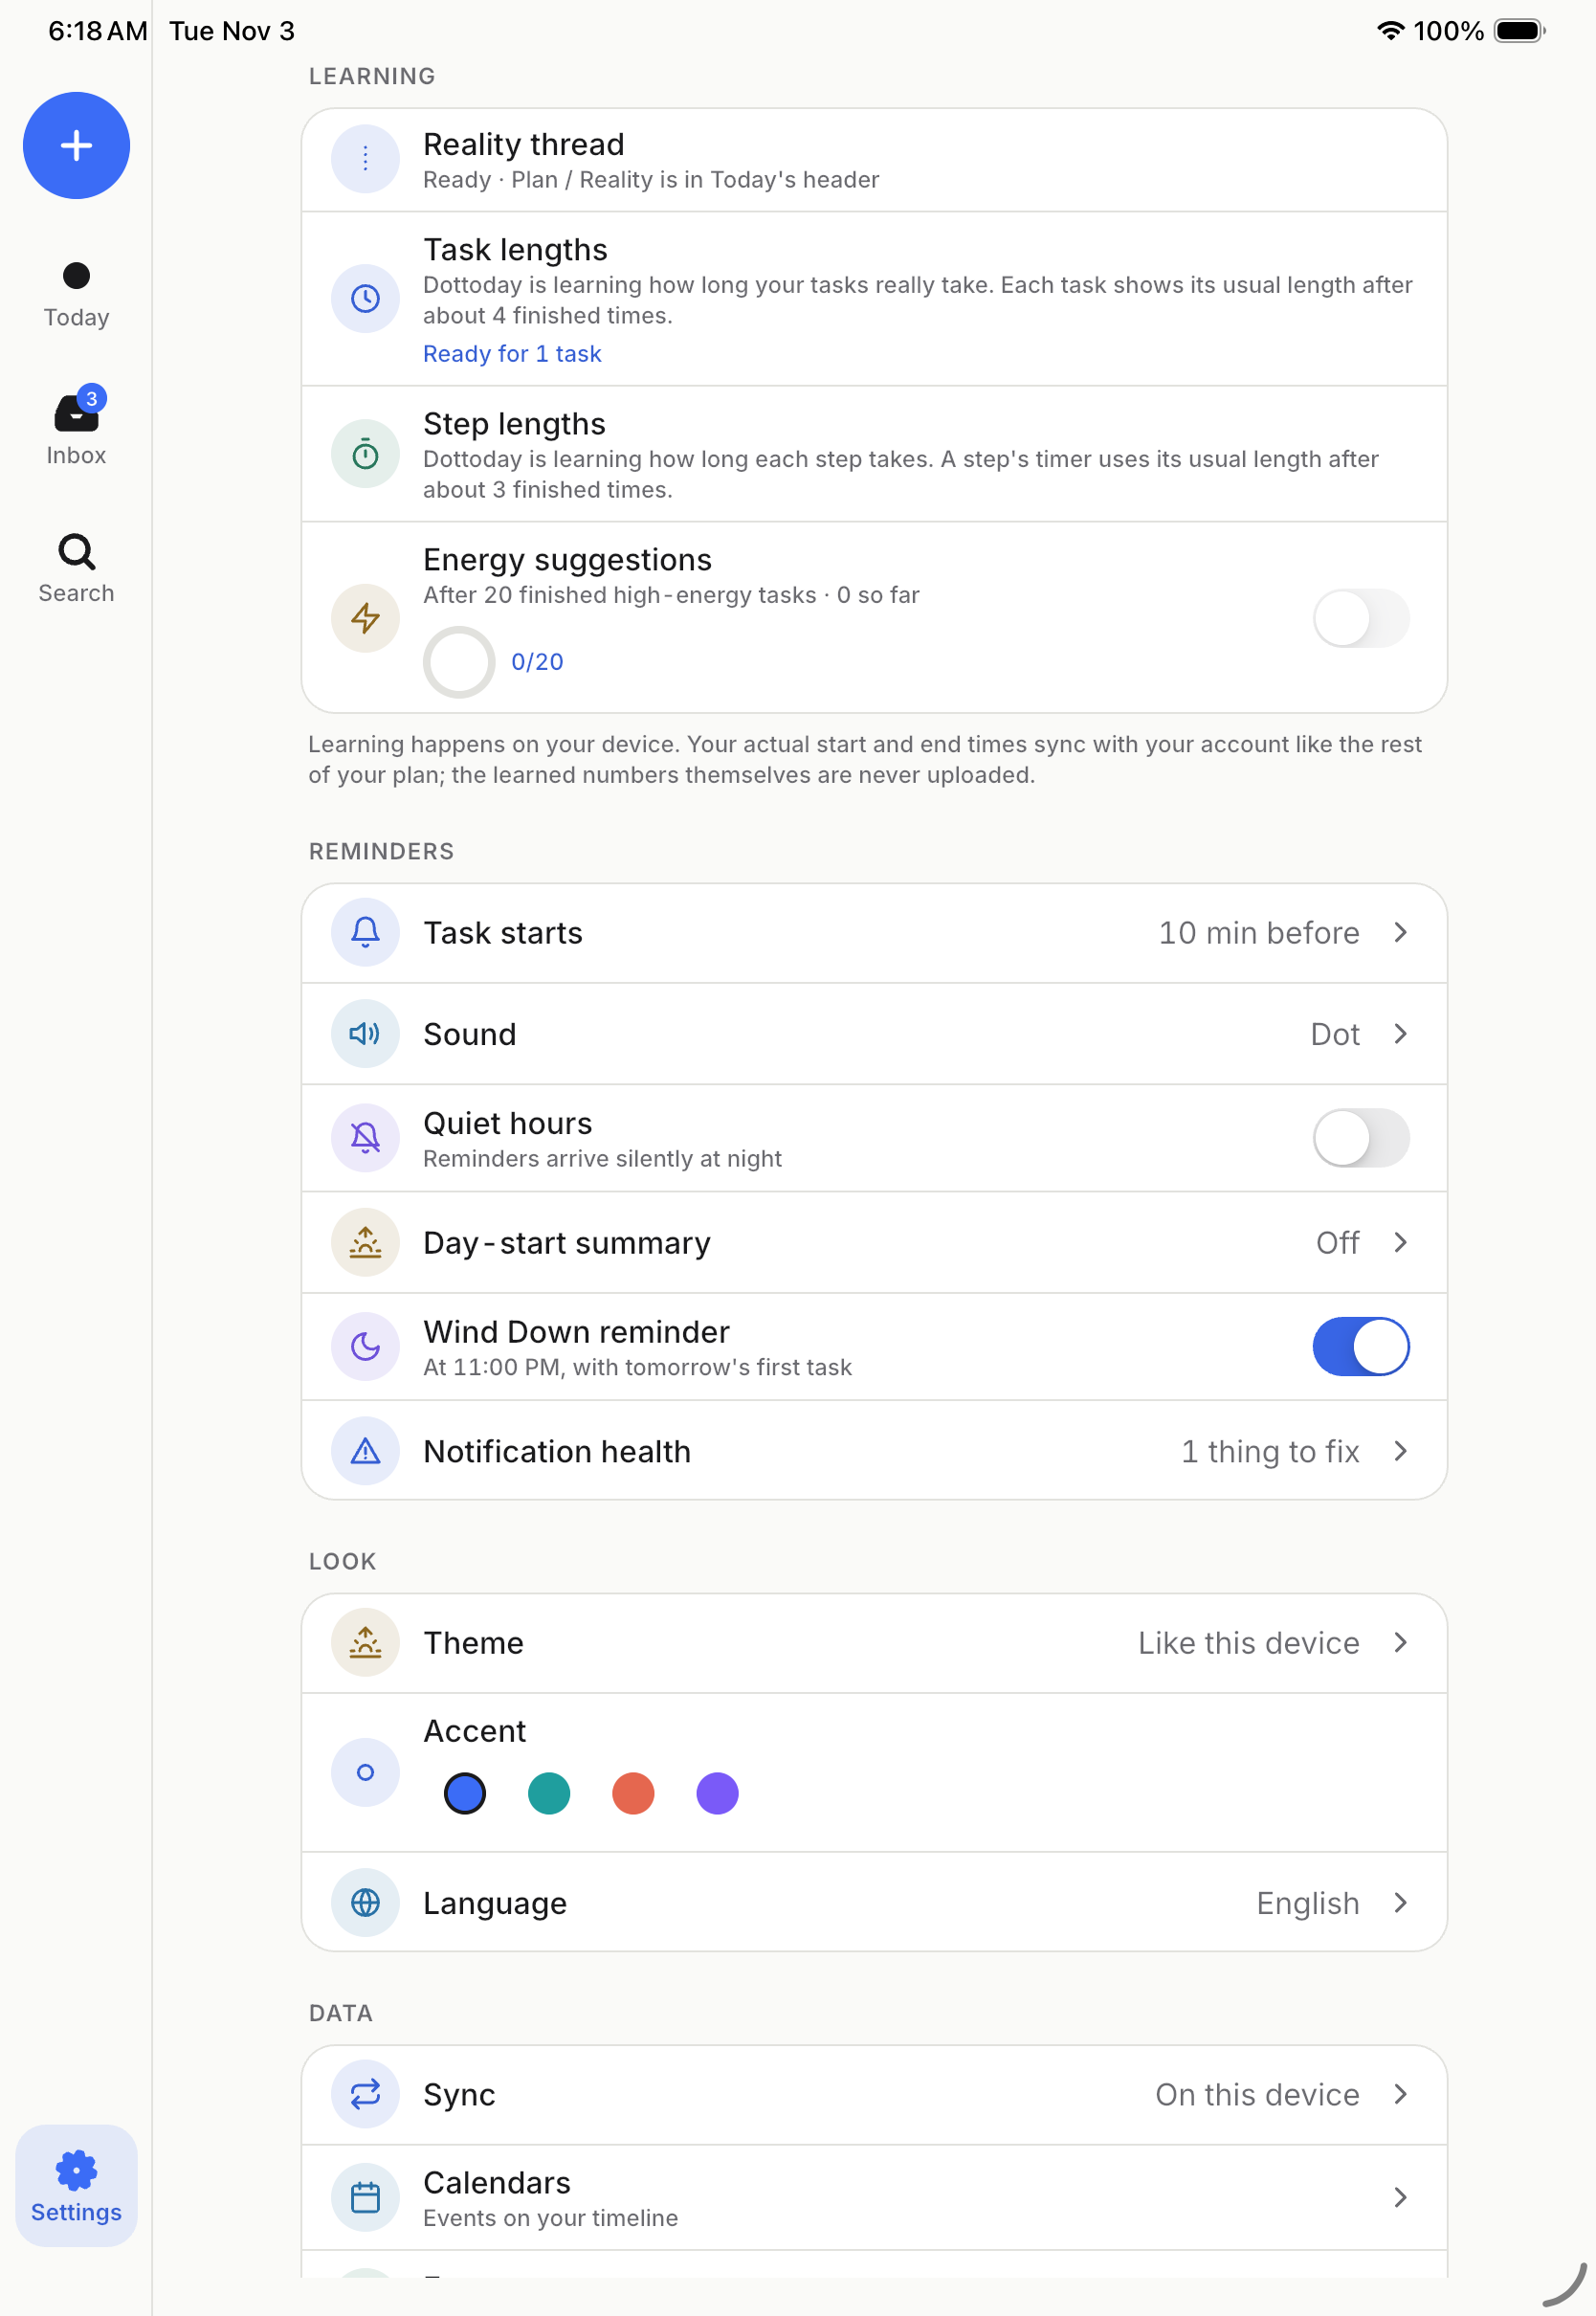 6:18 AM Tue Nov 3
100%
Today
3
Inbox
Search
Settings
LEARNING
Reality thread
Ready · Plan / Reality is in Today's header
Task lengths
Dottoday is learning how long your tasks really take. Each task shows its usual length after
about 4 finished times.
Ready for 1 task
Step lengths
Dottoday is learning how long each step takes. A step's timer uses its usual length after
about 3 finished times.
Energy suggestions
After 20 finished high-energy tasks · 0 so far
0/20
Learning happens on your device. Your actual start and end times sync with your account like the rest
of your plan; the learned numbers themselves are never uploaded.
REMINDERS
Task starts
10 min before
Sound
Dot
Quiet hours
Reminders arrive silently at night
Day-start summary
Off
Wind Down reminder
At 11:00 PM, with tomorrow's first task
Notification health
1 thing to fix
LOOK
Theme
Like this device
Accent
Language
English
DATA
Sync
On this device
Calendars
Events on your timeline